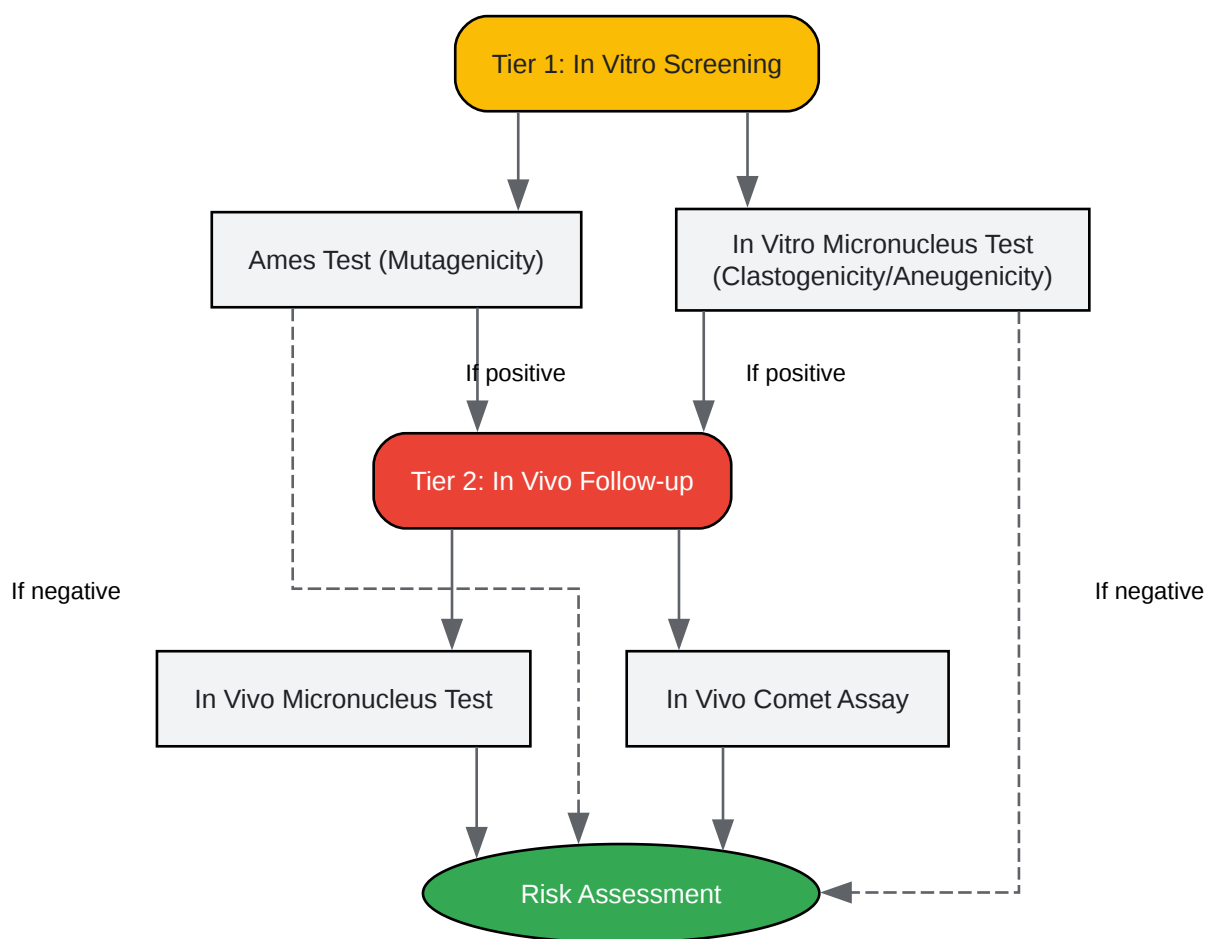 Tier 1: In Vitro Screening
Ames Test (Mutagenicity)
In Vitro Micronucleus Test
(Clastogenicity/Aneugenicity)
If positive
If positive
Tier 2: In Vivo Follow-up
If negative
If negative
In Vivo Micronucleus Test
In Vivo Comet Assay
Risk Assessment